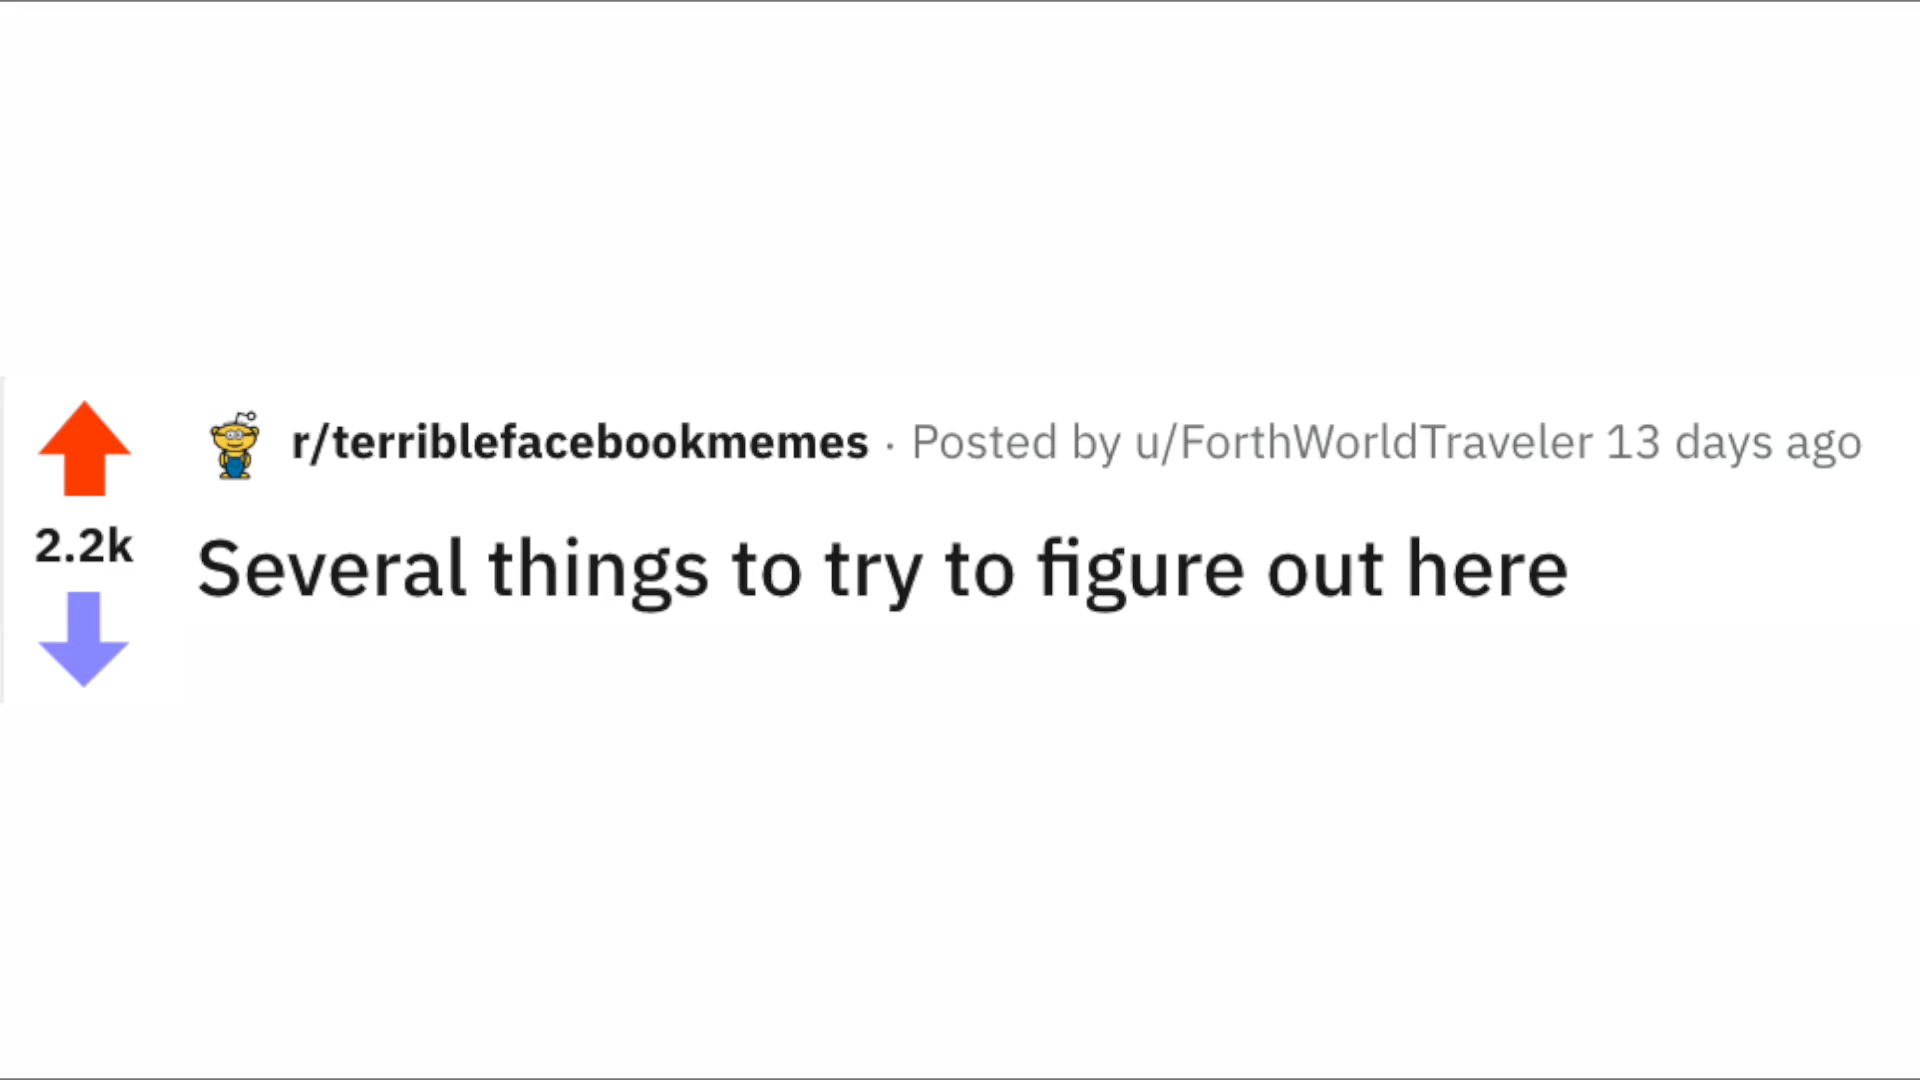 r/terriblefacebookmemes · Posted by u/ForthWorldTraveler 13 days ago
2.2k
Several things to try to figure out here